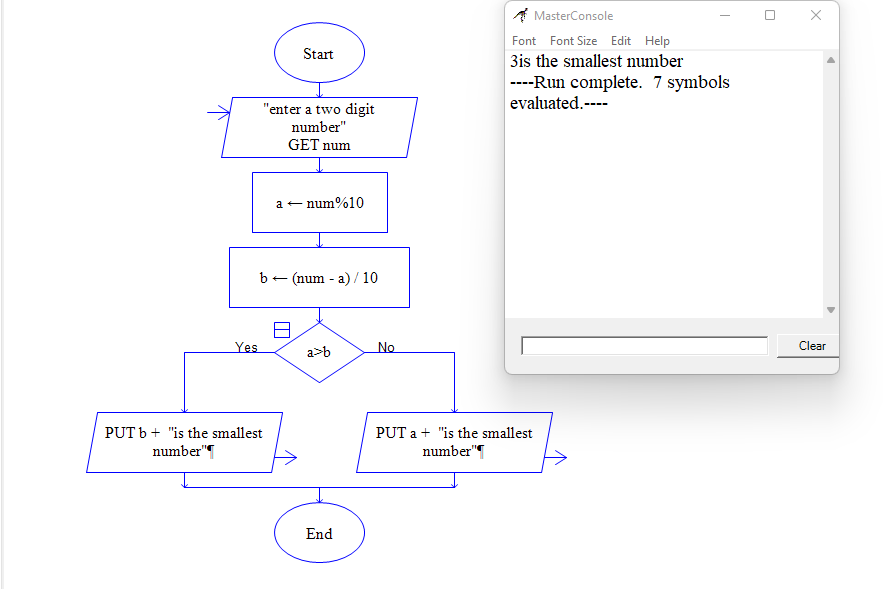 Start
"enter a two digit
number"
GET num
a ← num%10
b ← (num - a) / 10
a>b
Yes
No
PUT b + "is the smallest
number"¶
PUT a + "is the smallest
number"¶
End
MasterConsole
Font Font Size Edit Help
3is the smallest number
----Run complete. 7 symbols
evaluated.----
Clear